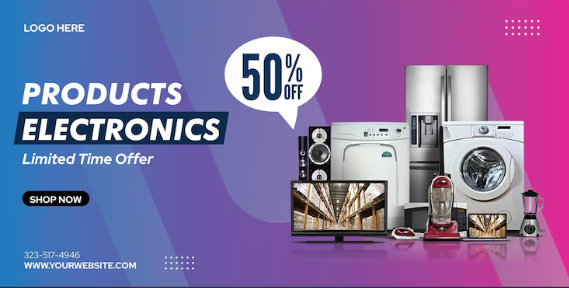 LOGO HERE
50% OFF
PRODUCTS
ELECTRONICS
Limited Time Offer
SHOP NOW
323-517-4946
WWW.YOURWEBSITE.COM